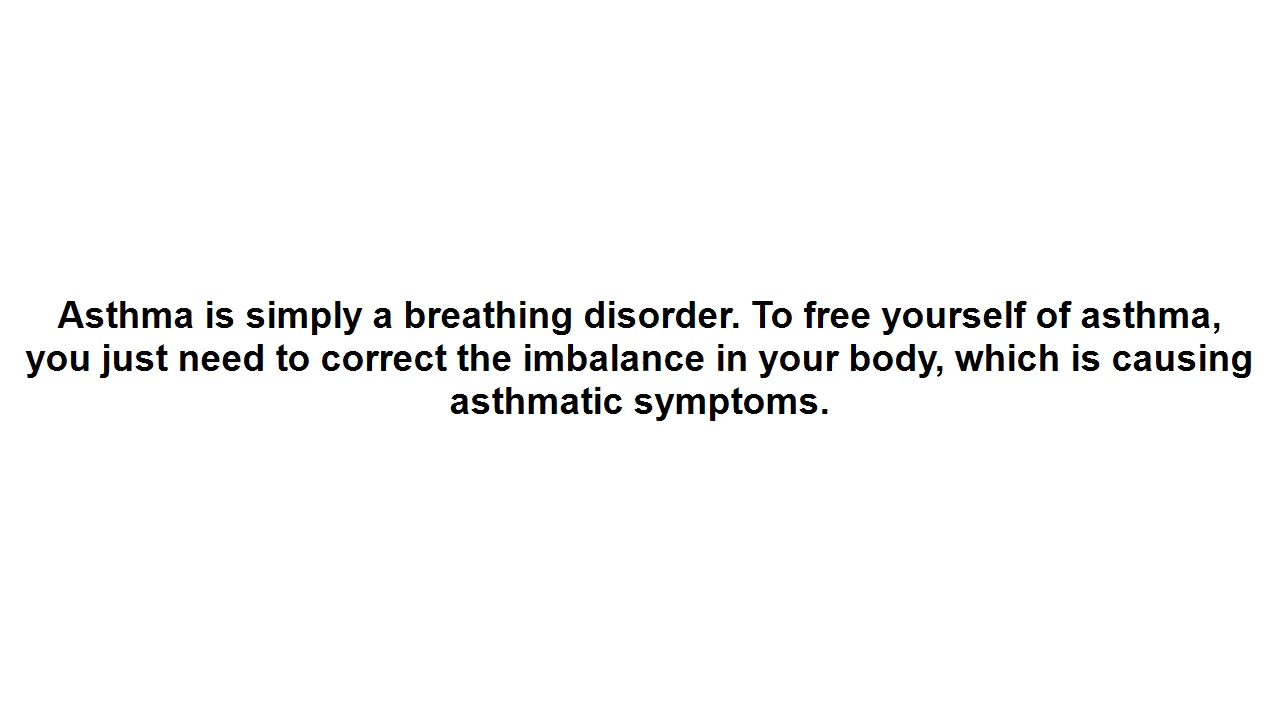 Asthma is simply a breathing disorder. To free yourself of asthma,
you just need to correct the imbalance in your body, which is causing
asthmatic symptoms.